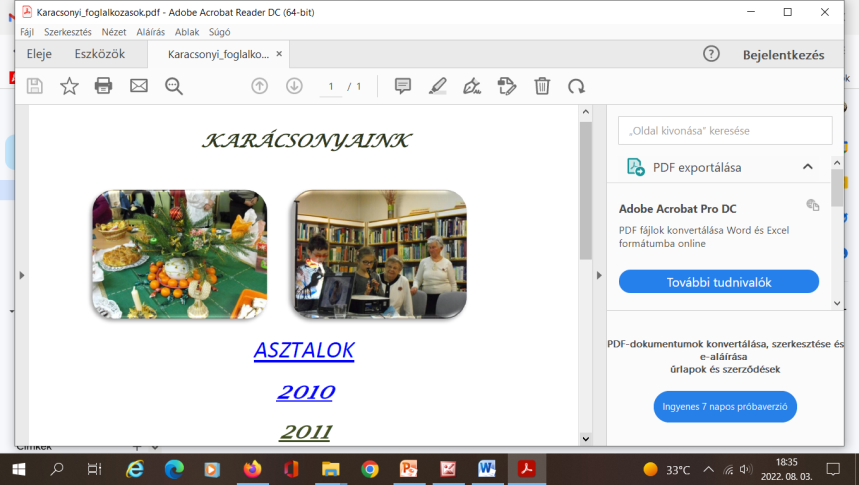 Karacsonyi_foglalkozasok.pdf - Adobe Acrobat Reader DC (64-bit)
Fájl Szerkesztés Nézet Aláírás Ablak Súgó
Eleje Eszközök Karacsonyi_foglalko... × Bejelentkezés
1 / 1
KARÁCSONYAINK
ASZTALOK
2010
2011
„Oldal kivonása” keresése
PDF exportálása
Adobe Acrobat Pro DC
PDF fájlok konvertálása Word és Excel
formátumba online
További tudnivalók
PDF-dokumentumok konvertálása, szerkesztése és
e-aláírása
űrlapok és szerződések
Ingyenes 7 napos próbaverzió
33°C
18:35
2022. 08. 03.